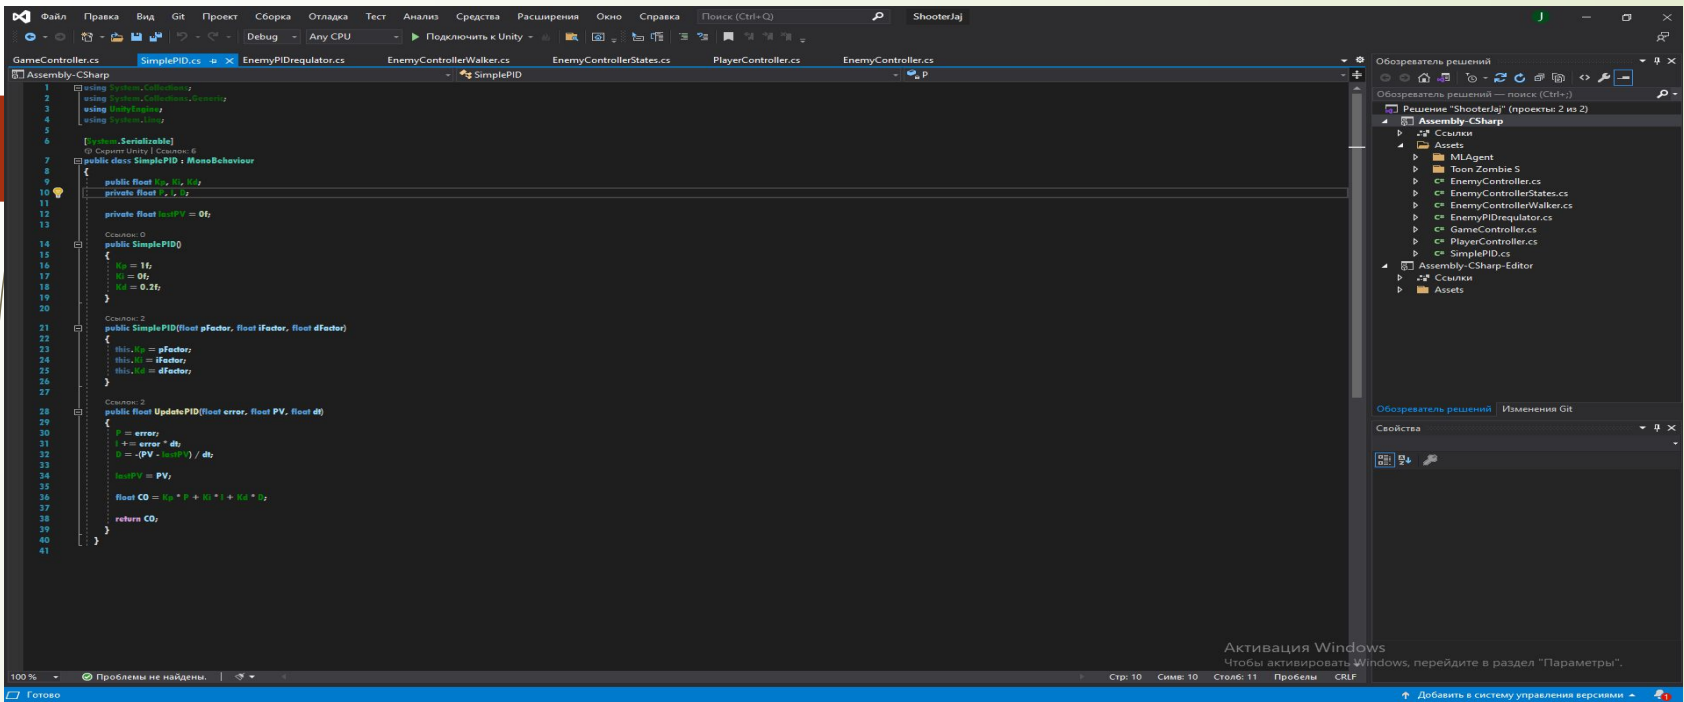 Файл Правка Вид Git Проект Сборка Отладка Тест Анализ Средства Расширения Окно Справка Поиск (Ctrl+Q) ShooterJaj J
Debug Any CPU Подключить к Unity
GameController.cs SimplePID.cs EnemyPIDrequlator.cs EnemyControllerWalker.cs EnemyControllerStates.cs PlayerController.cs EnemyController.cs
Assembly-CSharp SimplePID P
1 using System.Collections;
2 using System.Collections.Generic;
3 using UnityEngine;
4 using System.Linq;
5
6 [System.Serializable]
Скрипт Unity | Ссылок: 6
7 public class SimplePID : MonoBehaviour
8 {
9 public float Kp, Ki, Kd;
10 private float P, I, D;
11
12 private float lastPV = 0f;
13
Ссылок: 0
14 public SimplePID()
15 {
16 Kp = 1f;
17 Ki = 0f;
18 Kd = 0.2f;
19 }
20
Ссылок: 2
21 public SimplePID(float pFactor, float iFactor, float dFactor)
22 {
23 this.Kp = pFactor;
24 this.Ki = iFactor;
25 this.Kd = dFactor;
26 }
27
Ссылок: 2
28 public float UpdatePID(float error, float PV, float dt)
29 {
30 P = error;
31 I += error * dt;
32 D = -(PV - lastPV) / dt;
33
34 lastPV = PV;
35
36 float CO = Kp * P + Ki * I + Kd * D;
37
38 return CO;
39 }
40 }
41
100 % Проблемы не найдены. Стр: 10 Симв: 10 Столб: 11 Пробелы CRLF
Обозреватель решений
Обозреватель решений — поиск (Ctrl+;)
Решение "ShooterJaj" (проекты: 2 из 2)
Assembly-CSharp
Ссылки
Assets
MLAgent
Toon Zombie S
C# EnemyController.cs
C# EnemyControllerStates.cs
C# EnemyControllerWalker.cs
C# EnemyPIDrequlator.cs
C# GameController.cs
C# PlayerController.cs
C# SimplePID.cs
Assembly-CSharp-Editor
Ссылки
Assets
Обозреватель решений Изменения Git
Свойства
Активация Windows
Чтобы активировать Windows, перейдите в раздел "Параметры".
Готово Добавить в систему управления версиями 1